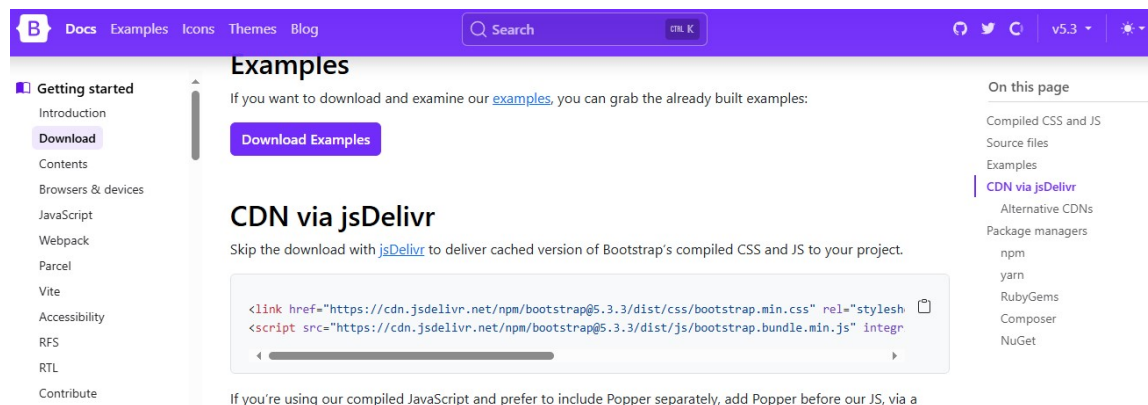 B Docs Examples Icons Themes Blog Search CTRL K v5.3
Getting started
Introduction
Download
Contents
Browsers & devices
JavaScript
Webpack
Parcel
Vite
Accessibility
RFS
RTL
Contribute
Examples
If you want to download and examine our examples, you can grab the already built examples:
Download Examples
CDN via jsDelivr
Skip the download with jsDelivr to deliver cached version of Bootstrap's compiled CSS and JS to your project.
<link href="https://cdn.jsdelivr.net/npm/bootstrap@5.3.3/dist/css/bootstrap.min.css" rel="stylesh
<script src="https://cdn.jsdelivr.net/npm/bootstrap@5.3.3/dist/js/bootstrap.bundle.min.js" integr
If you're using our compiled JavaScript and prefer to include Popper separately, add Popper before our JS, via a
On this page
Compiled CSS and JS
Source files
Examples
CDN via jsDelivr
Alternative CDNs
Package managers
npm
yarn
RubyGems
Composer
NuGet